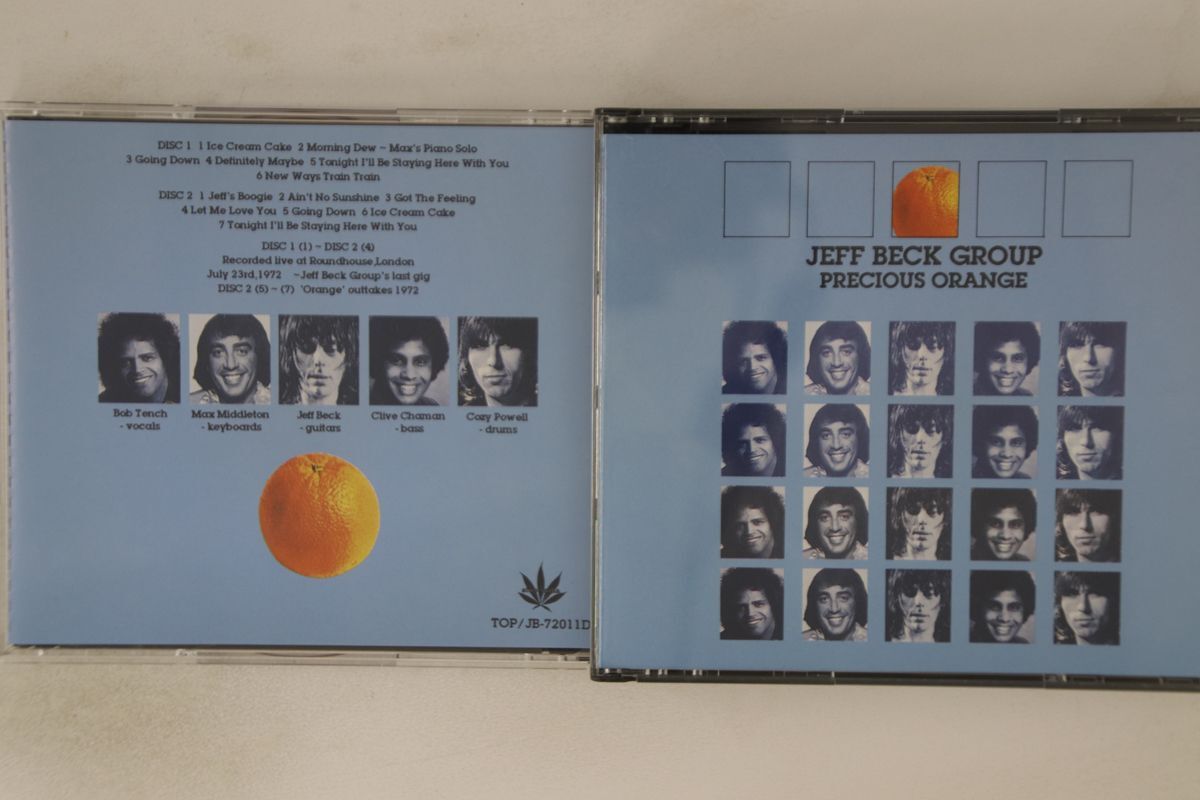 DISC 1 1 Ice Cream Cake 2 Morning Dew ~ Max's Piano Solo
3 Going Down 4 Definitely Maybe 5 Tonight I'll Be Staying Here With You
6 New Ways Train Train
DISC 2 1 Jeff's Boogie 2 Ain't No Sunshine 3 Got The Feeling
4 Let Me Love You 5 Going Down 6 Ice Cream Cake
7 Tonight I'll Be Staying Here With You
DISC 1 (1) ~ DISC 2 (4)
Recorded live at Roundhouse,London
July 23rd,1972 ~Jeff Beck Group's last gig
DISC 2 (5) ~ (7) 'Orange' outtakes 1972
Bob Tench Max Middleton Jeff Beck Clive Chaman Cozy Powell
- vocals - keyboards - guitars - bass - drums
TOP/JB-72011D
JEFF BECK GROUP
PRECIOUS ORANGE